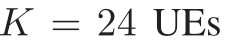 K = 24 UEs